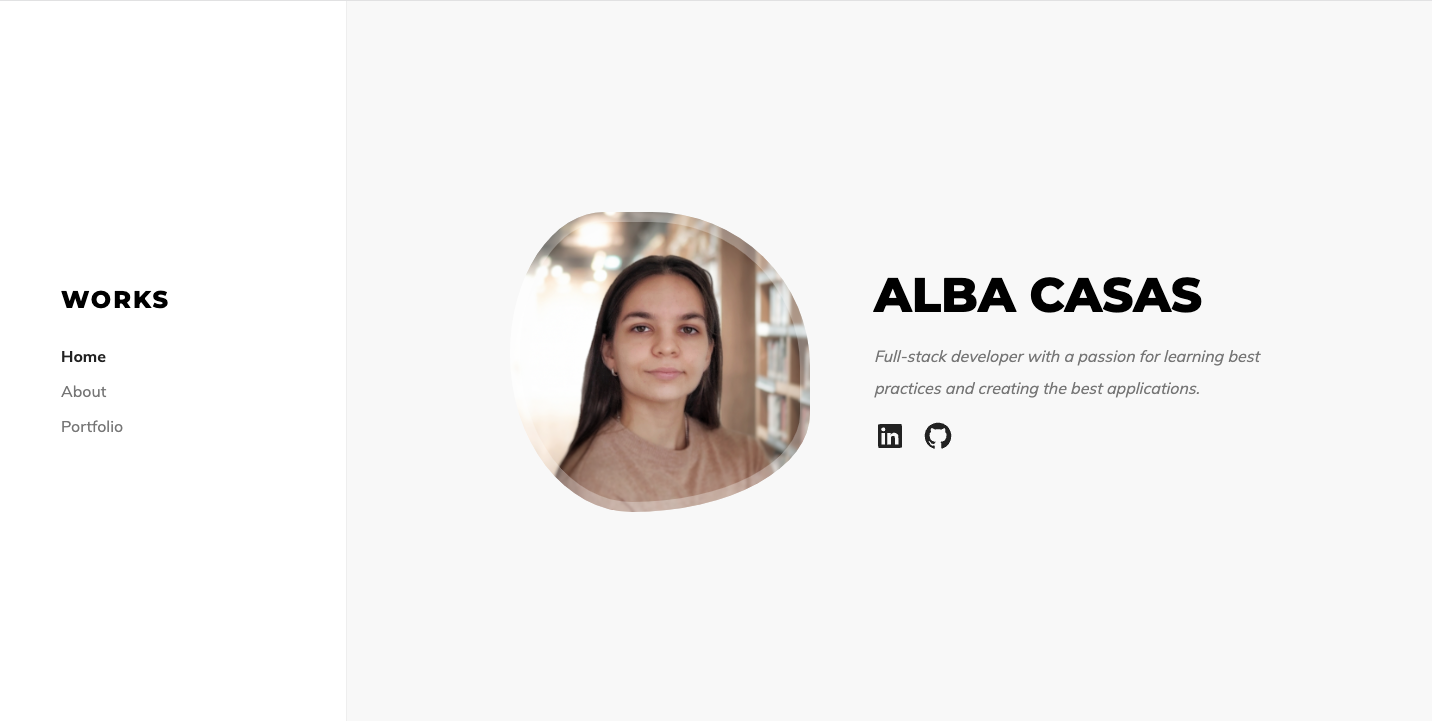 WORKS
Home
About
Portfolio
ALBA CASAS
Full-stack developer with a passion for learning best
practices and creating the best applications.
in